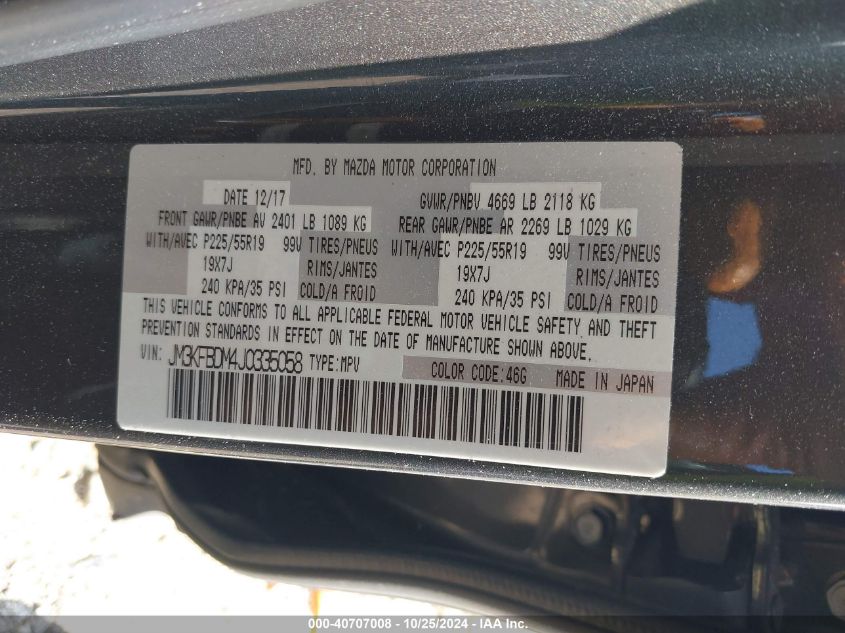 MFD. BY MAZDA MOTOR CORPORATION
DATE 12/17 GVWR/PNBV 4669 LB 2118 KG
FRONT GAWR/PNBE AV 2401 LB 1089 KG REAR GAWR/PNBE AR 2269 LB 1029 KG
WITH/AVEC P225/55R19 99V TIRES/PNEUS WITH/AVEC P225/55R19 99V TIRES/PNEUS
19X7J RIMS/JANTES 19X7J RIMS/JANTES
240 KPA/35 PSI COLD/A FROID 240 KPA/35 PSI COLD/A FROID
THIS VEHICLE CONFORMS TO ALL APPLICABLE FEDERAL MOTOR VEHICLE SAFETY AND THEFT
PREVENTION STANDARDS IN EFFECT ON THE DATE OF MANUFACTURE SHOWN ABOVE.
VIN: JM3KFBDM4J0335058 TYPE:MPV COLOR CODE:46G MADE IN JAPAN
000-40707008 - 10/25/2024 - IAA Inc.